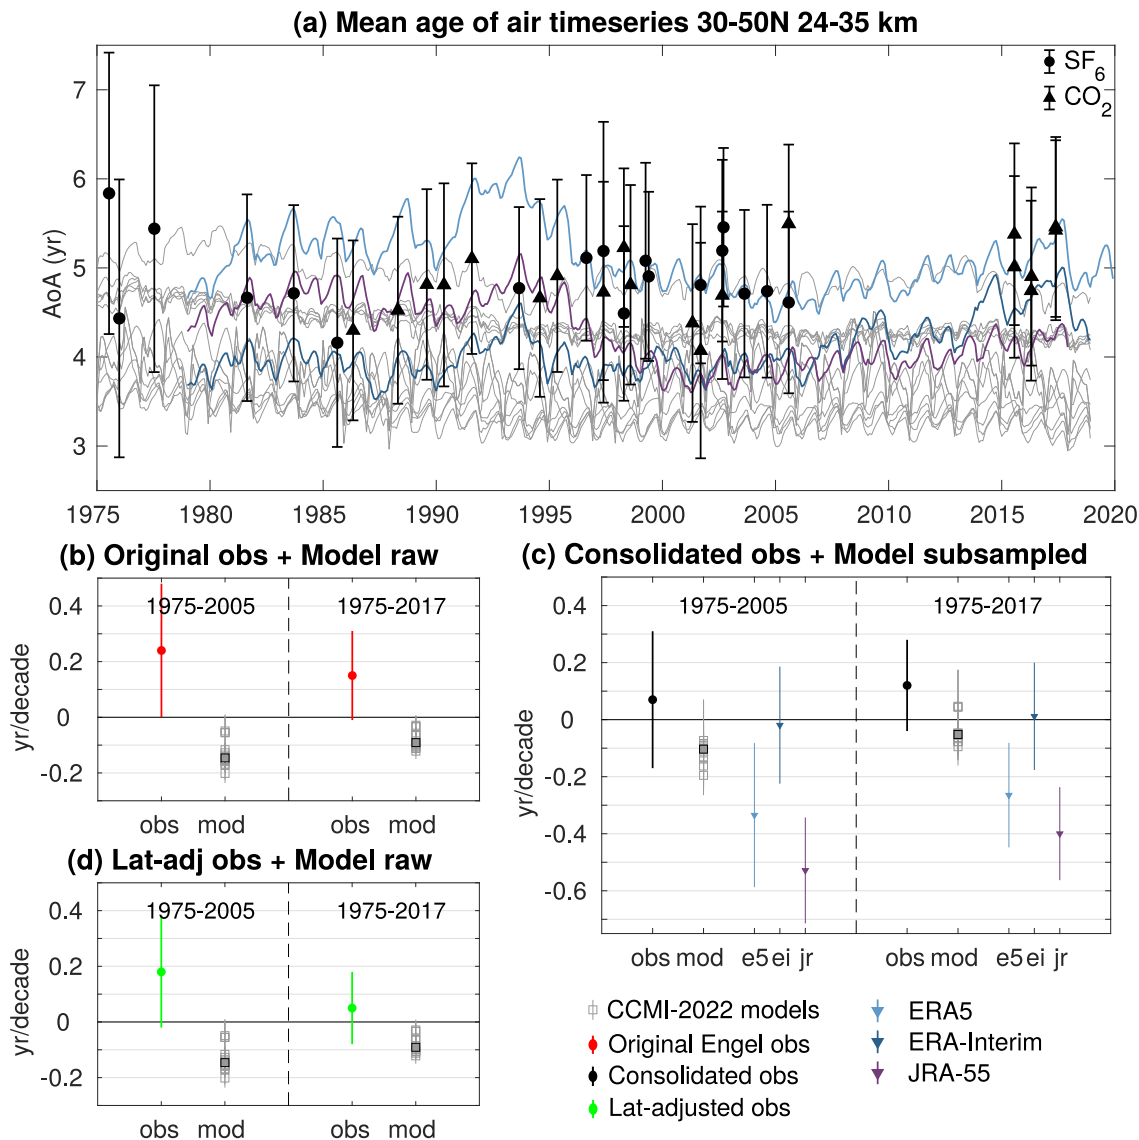 (a) Mean age of air timeseries 30-50N 24-35 km
SF6
CO2
AoA (yr)
7
6
5
4
3
1975 1980 1985 1990 1995 2000 2005 2010 2015 2020
(b) Original obs + Model raw
1975-2005 1975-2017
yr/decade
0.4
0.2
0
-0.2
obs mod obs mod
(c) Consolidated obs + Model subsampled
1975-2005 1975-2017
yr/decade
0.4
0.2
0
-0.2
-0.4
-0.6
obs mod e5 ei jr obs mod e5 ei jr
(d) Lat-adj obs + Model raw
1975-2005 1975-2017
yr/decade
0.4
0.2
0
-0.2
obs mod obs mod
CCMI-2022 models
Original Engel obs
Consolidated obs
Lat-adjusted obs
ERA5
ERA-Interim
JRA-55